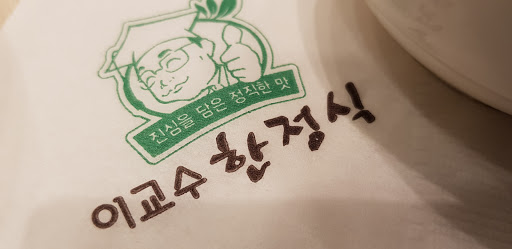 진심을 담은 정직한 맛
이교수 한정식